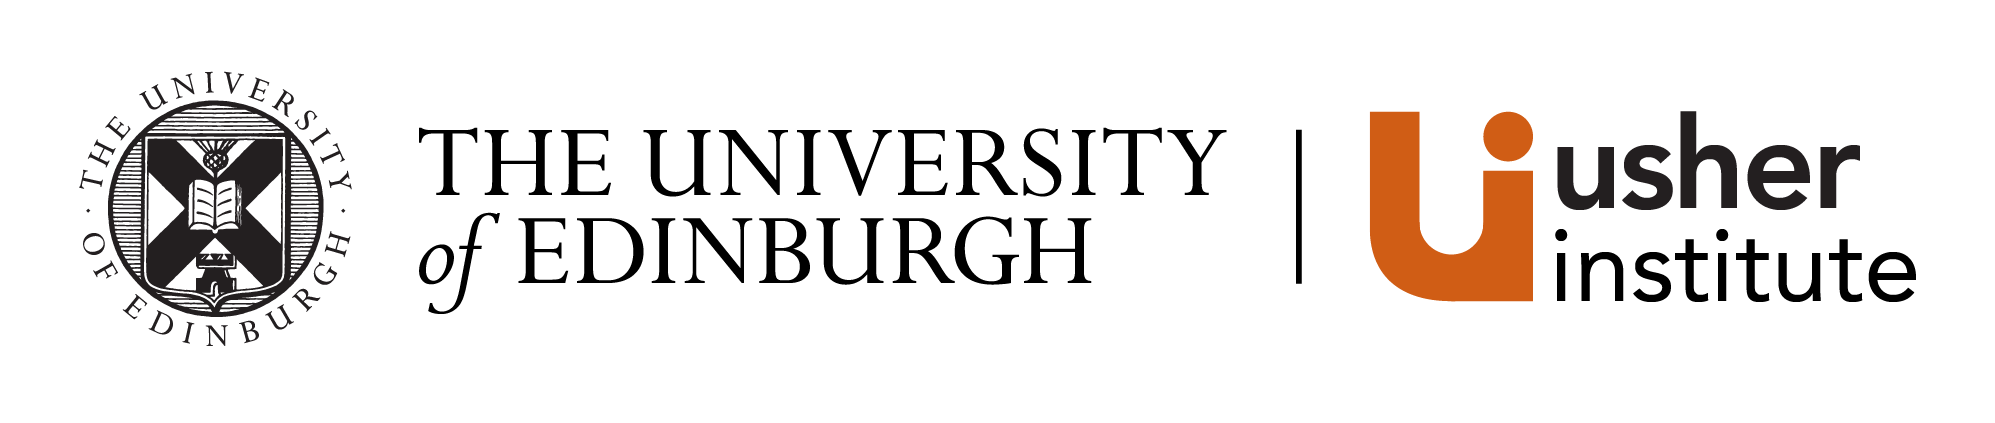 THE UNIVERSITY · OF EDINBURGH ·
THE UNIVERSITY
of EDINBURGH
usher
institute